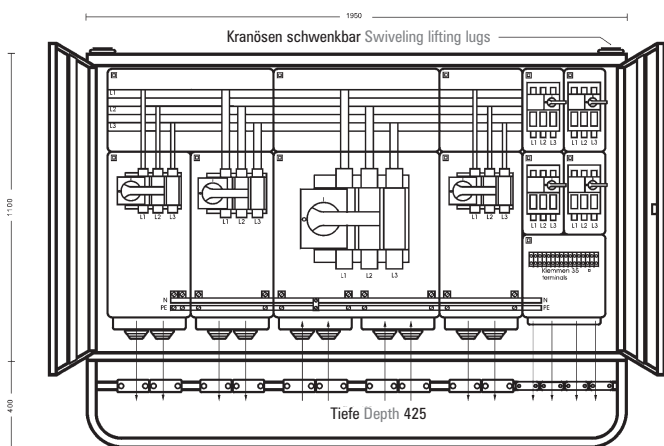 1950
Kranösen schwenkbar Swiveling lifting lugs
L1
L2
L3
L1 L2 L3
L1 L2 L3
L1 L2 L3
L1 L2 L3
L1 L2 L3
L1 L2 L3
L1 L2 L3
L1 L2 L3
1100
Klemmen 35
terminals
N
PE
N
PE
400
Tiefe Depth 425